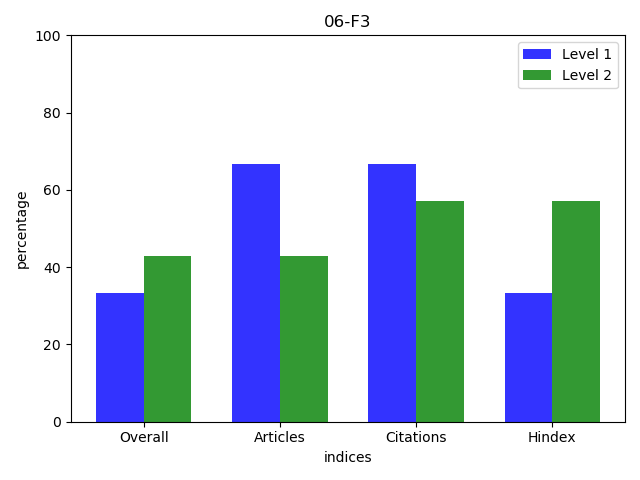 06-F3
100
80
60
40
20
0
percentage
Level 1
Level 2
Overall Articles Citations Hindex
indices